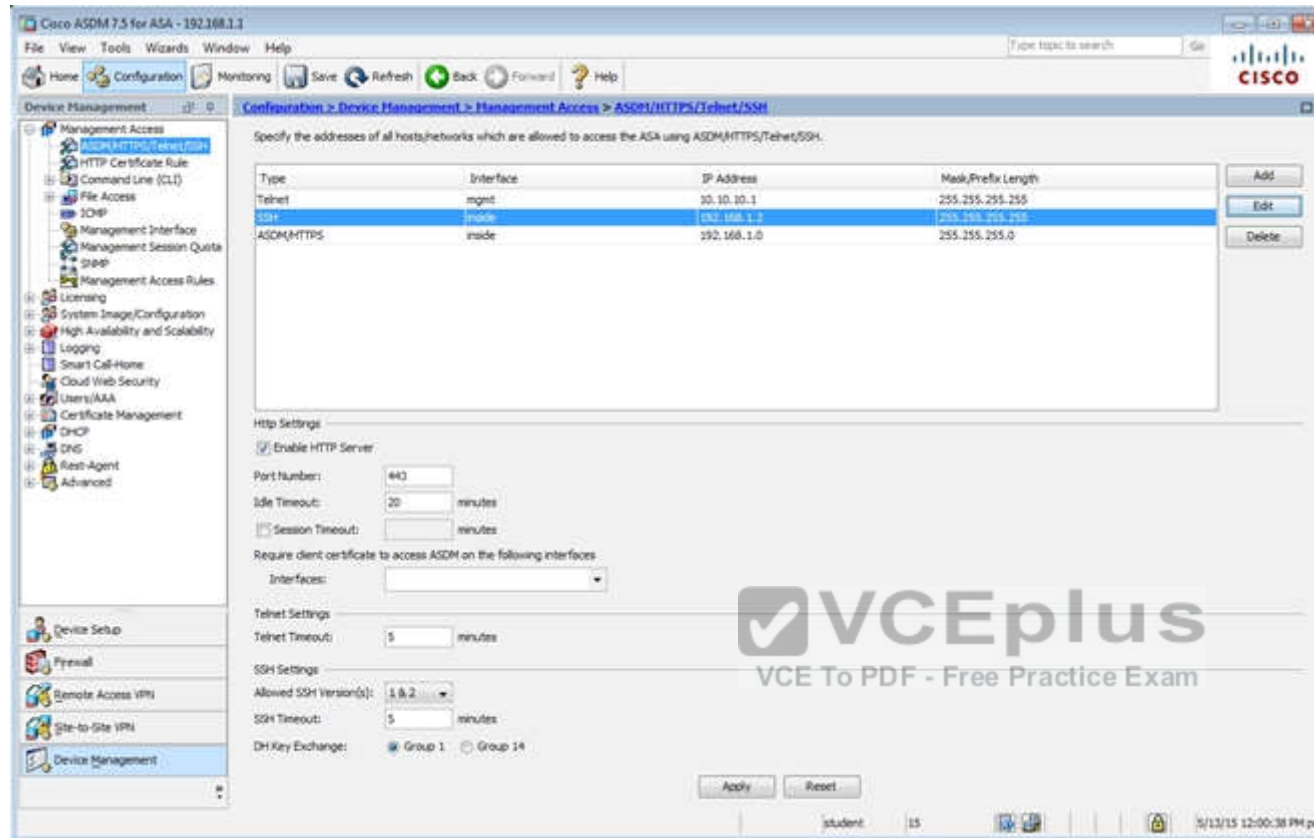 Cisco ASDM 7.5 for ASA - 192.168.1.1
File View Tools Wizards Window Help
Type topic to search Go
Home Configuration Monitoring Save Refresh Back Forward Help
CISCO
Device Management
Configuration > Device Management > Management Access > ASDM/HTTPS/Telnet/SSH
Management Access
ASDM/HTTPS/Telnet/SSH
HTTP Certificate Rule
Command Line (CLI)
File Access
ICMP
Management Interface
Management Session Quota
SNMP
Management Access Rules
Licensing
System Image/Configuration
High Availability and Scalability
Logging
Smart Call-Home
Cloud Web Security
Users/AAA
Certificate Management
DHCP
DNS
Rest-Agent
Advanced
Device Setup
Firewall
Remote Access VPN
Site-to-Site VPN
Device Management
Specify the addresses of all hosts/networks which are allowed to access the ASA using ASDM/HTTPS/Telnet/SSH.
Type Interface IP Address Mask/Prefix Length
Telnet mgmt 10.10.10.1 255.255.255.255
SSH inside 192.168.1.2 255.255.255.255
ASDM/HTTPS inside 192.168.1.0 255.255.255.0
Add
Edit
Delete
Http Settings
Enable HTTP Server
Port Number: 443
Idle Timeout: 20 minutes
Session Timeout: minutes
Require client certificate to access ASDM on the following interfaces
Interfaces:
Telnet Settings
Telnet Timeout: 5 minutes
SSH Settings
Allowed SSH Version(s): 1 & 2
SSH Timeout: 5 minutes
DH Key Exchange: Group 1 Group 14
VCEplus
VCE To PDF - Free Practice Exam
Apply Reset
student 15 5/13/15 12:00:38 PM